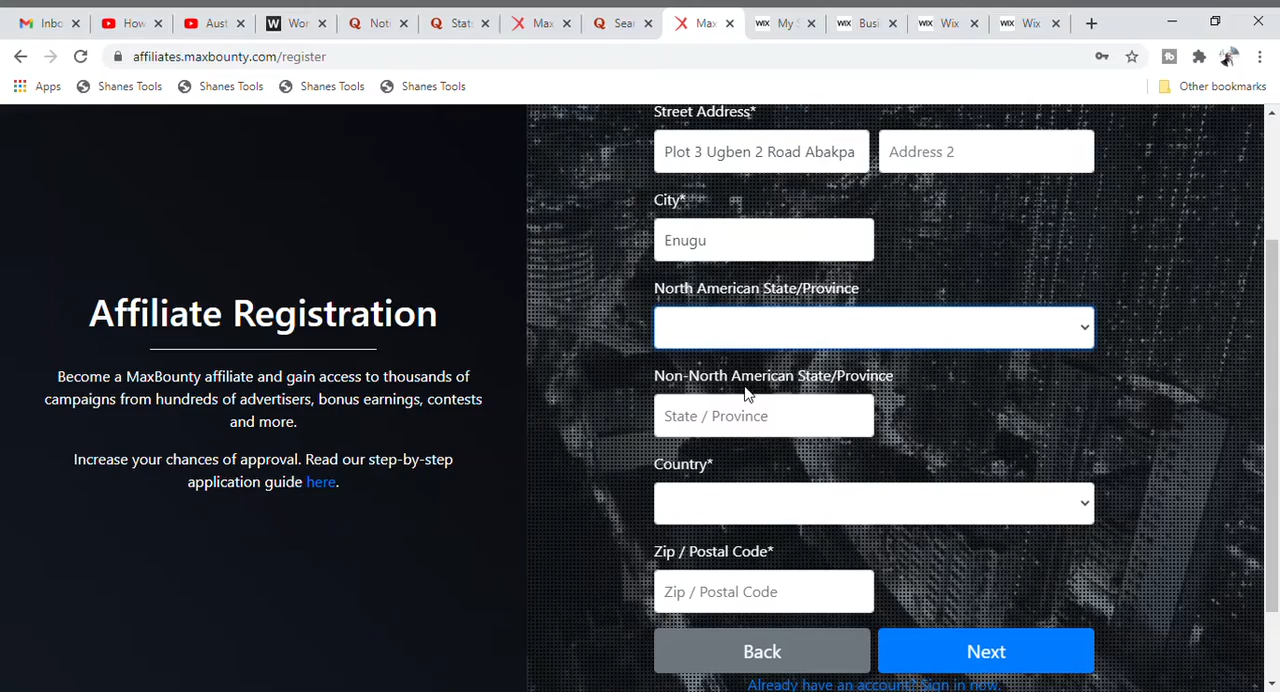 Inbo
How
Aust
Wor
Not
Stat
Max
Sear
Max
My S
Busi
Wix
Wix
affiliates.maxbounty.com/register
Apps
Shanes Tools
Shanes Tools
Shanes Tools
Shanes Tools
Other bookmarks
Affiliate Registration
Become a MaxBounty affiliate and gain access to thousands of
campaigns from hundreds of advertisers, bonus earnings, contests
and more.
Increase your chances of approval. Read our step-by-step
application guide here.
Street Address*
Plot 3 Ugben 2 Road Abakpa
Address 2
City*
Enugu
North American State/Province
Non-North American State/Province
State / Province
Country*
Zip / Postal Code*
Zip / Postal Code
Back
Next
Already have an account? Sign in now.